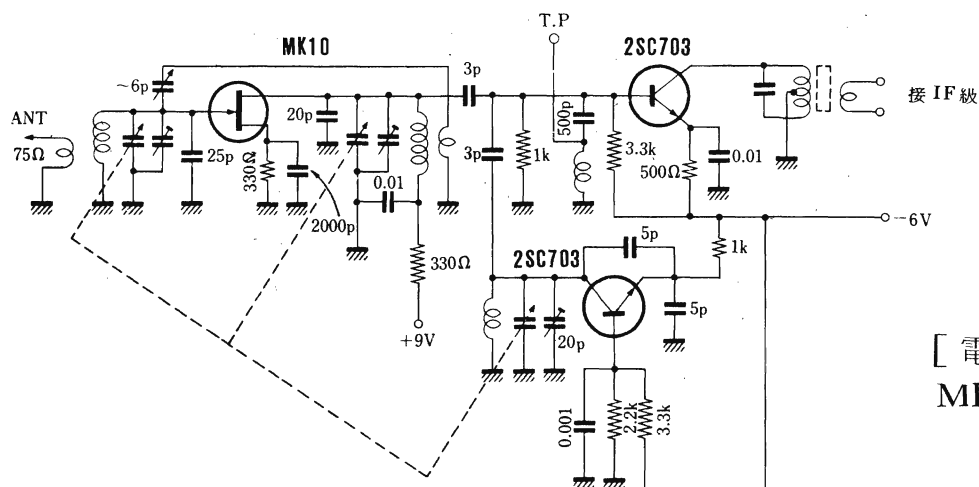 T.P
MK10
2SC703
3p
~6p
ANT
75Ω
20p
500p
接 IF 級
25p
330Ω
3p
1k
3.3k
500Ω
0.01
0.01
2000p
-6V
5p
1k
330Ω
2SC703
5p
+9V
20p
[ 電
0.001
2.2k
3.3k